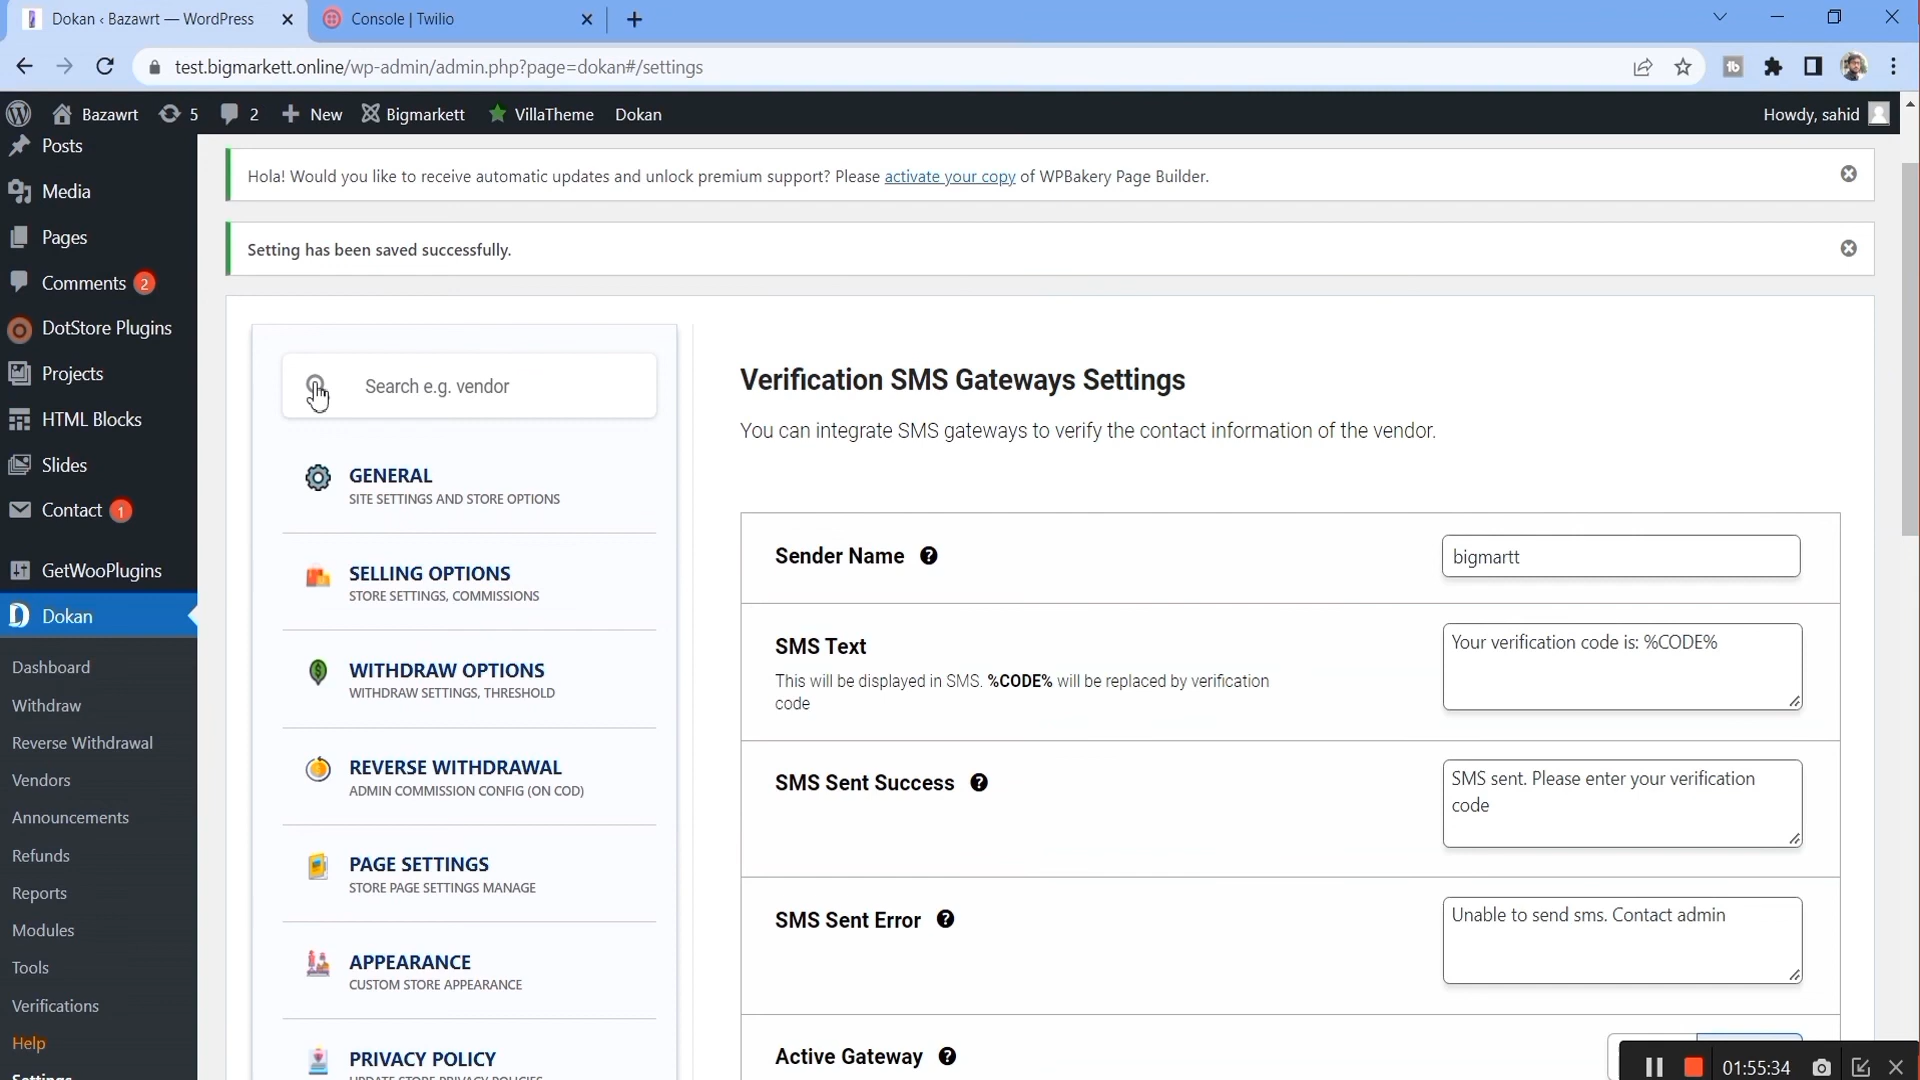 Dokan ‹ Bazawrt — WordPress
Console | Twilio
test.bigmarkett.online/wp-admin/admin.php?page=dokan#/settings
Bazawrt 5 2 New Bigmarkett VillaTheme Dokan
Howdy, sahid
Posts
Media
Pages
Comments 2
DotStore Plugins
Projects
HTML Blocks
Slides
Contact 1
GetWooPlugins
Dokan
Dashboard
Withdraw
Reverse Withdrawal
Vendors
Announcements
Refunds
Reports
Modules
Tools
Verifications
Help
Settings
Hola! Would you like to receive automatic updates and unlock premium support? Please activate your copy of WPBakery Page Builder.
Setting has been saved successfully.
Search e.g. vendor
GENERAL
SITE SETTINGS AND STORE OPTIONS
SELLING OPTIONS
STORE SETTINGS, COMMISSIONS
WITHDRAW OPTIONS
WITHDRAW SETTINGS, THRESHOLD
REVERSE WITHDRAWAL
ADMIN COMMISSION CONFIG (ON COD)
PAGE SETTINGS
STORE PAGE SETTINGS MANAGE
APPEARANCE
CUSTOM STORE APPEARANCE
PRIVACY POLICY
UPDATE STORE PRIVACY POLICIES
Verification SMS Gateways Settings
You can integrate SMS gateways to verify the contact information of the vendor.
Sender Name
bigmartt
SMS Text
This will be displayed in SMS. %CODE% will be replaced by verification
code
Your verification code is: %CODE%
SMS Sent Success
SMS sent. Please enter your verification
code
SMS Sent Error
Unable to send sms. Contact admin
Active Gateway
01:55:34